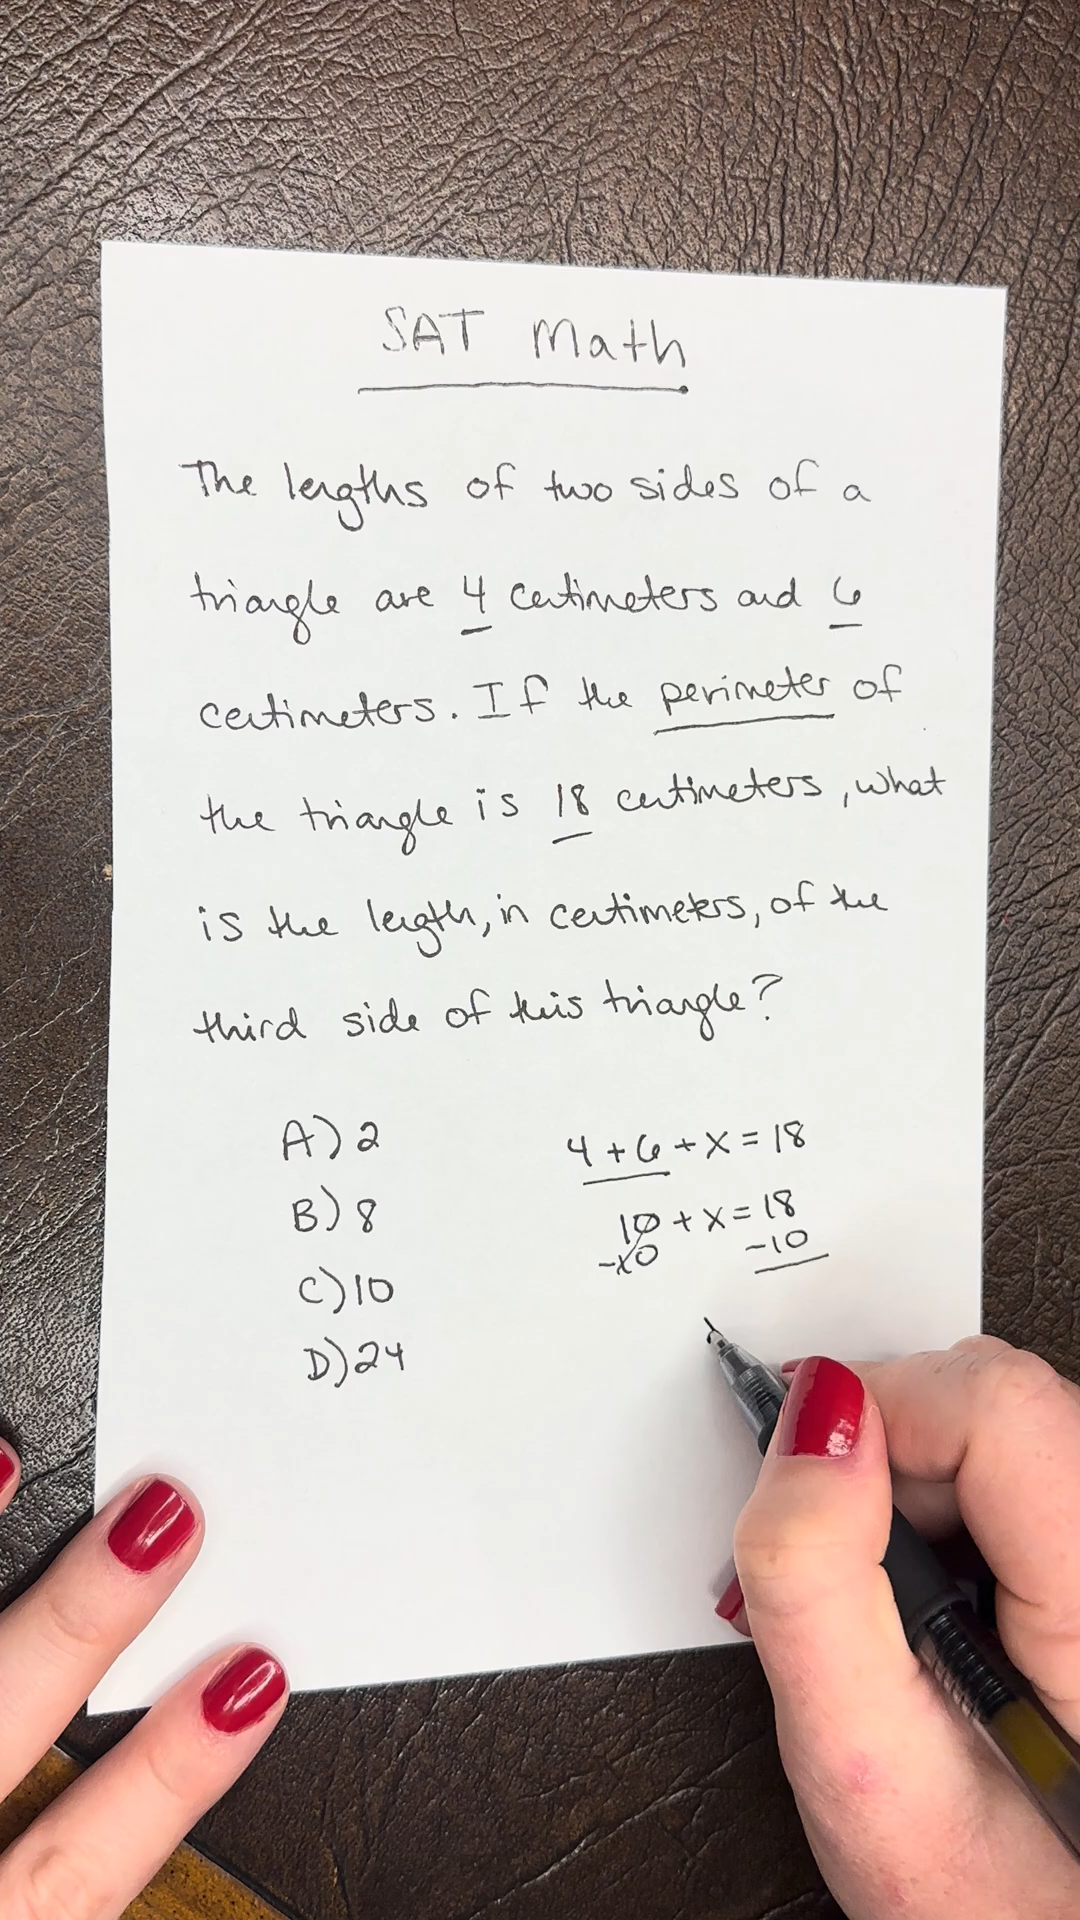 SAT Math
The lengths of two sides of a
triangle are 4 centimeters and 6
centimeters. If the perimeter of
the triangle is 18 centimeters, what
is the length, in centimeters, of the
third side of this triangle?
A) 2
B) 8
C) 10
D) 24
4 + 6 + x = 18
10 + x = 18
-10 -10